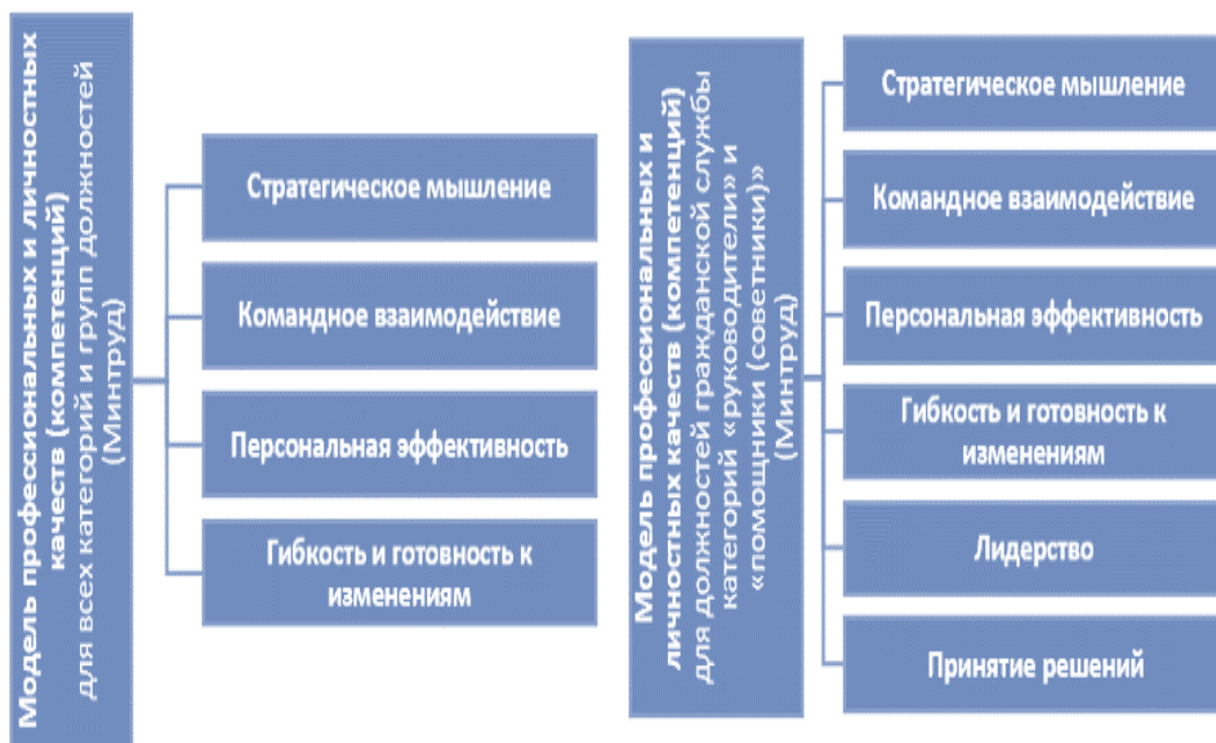 Модель профессиональных и личностных
качеств (компетенций)
для всех категорий и групп должностей
(Минтруд)
Стратегическое мышление
Командное взаимодействие
Персональная эффективность
Гибкость и готовность к
изменениям
Модель профессиональных и
личностных качеств (компетенций)
для должностей гражданской службы
категорий «руководители» и
«помощники (советники)»
(Минтруд)
Стратегическое мышление
Командное взаимодействие
Персональная эффективность
Гибкость и готовность к
изменениям
Лидерство
Принятие решений